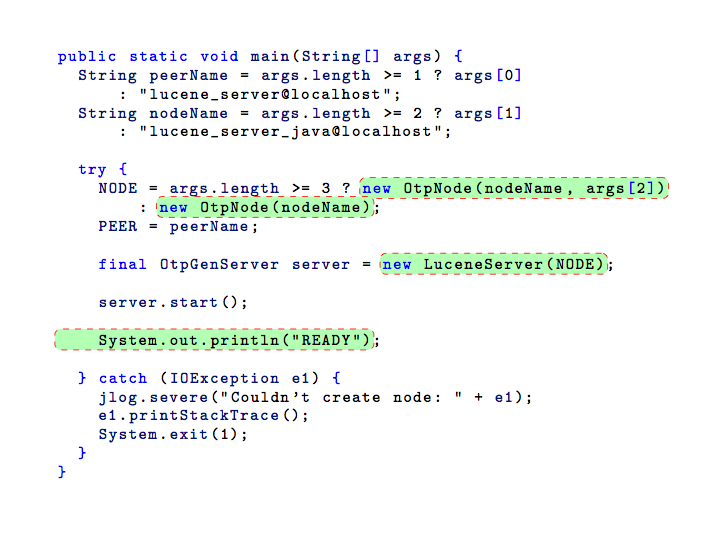 public static void main(String[] args) {
  String peerName = args.length >= 1 ? args[0]
      : "lucene_server@localhost";
  String nodeName = args.length >= 2 ? args[1]
      : "lucene_server_java@localhost";
  try {
    NODE = args.length >= 3 ? new OtpNode(nodeName, args[2])
        : new OtpNode(nodeName);
    PEER = peerName;
    final OtpGenServer server = new LuceneServer(NODE);
    server.start();
    System.out.println("READY");
  } catch (IOException e1) {
    jlog.severe("Couldn't create node: " + e1);
    e1.printStackTrace();
    System.exit(1);
  }
}